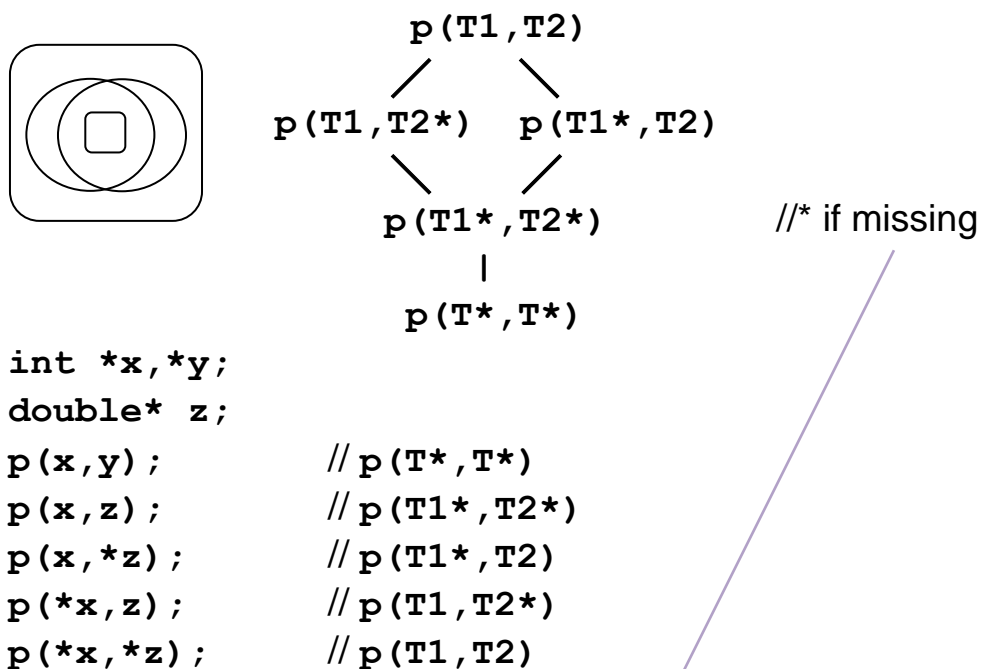 p(T1,T2)
p(T1,T2*) p(T1*,T2)
p(T1*,T2*) //* if missing
p(T*,T*)
int *x,*y;
double* z;
p(x,y); // p(T*,T*)
p(x,z); // p(T1*,T2*)
p(x,*z); // p(T1*,T2)
p(*x,z); // p(T1,T2*)
p(*x,*z); // p(T1,T2)